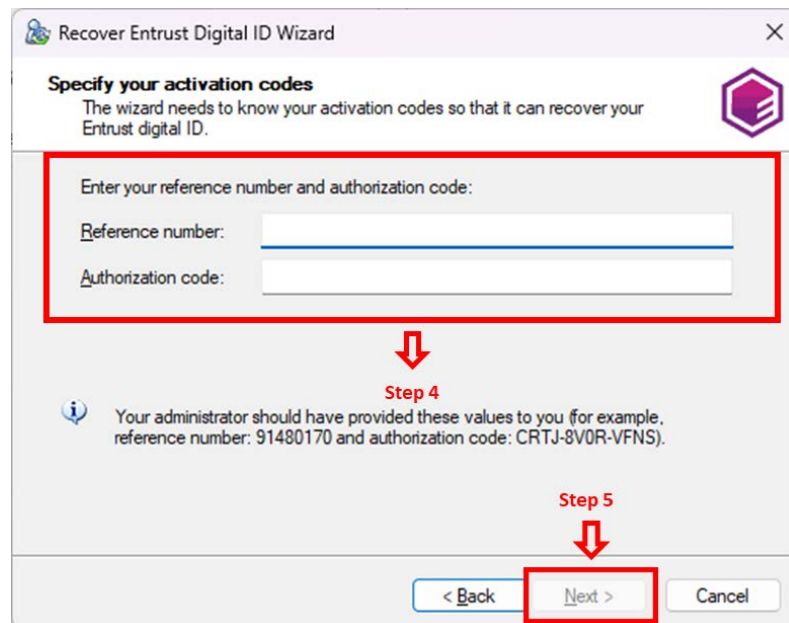 Recover Entrust Digital ID Wizard
Specify your activation codes
The wizard needs to know your activation codes so that it can recover your
Entrust digital ID.
Enter your reference number and authorization code:
Reference number:
Authorization code:
Step 4
Your administrator should have provided these values to you (for example,
reference number: 91480170 and authorization code: CRTJ-8V0R-VFNS).
Step 5
< Back Next > Cancel